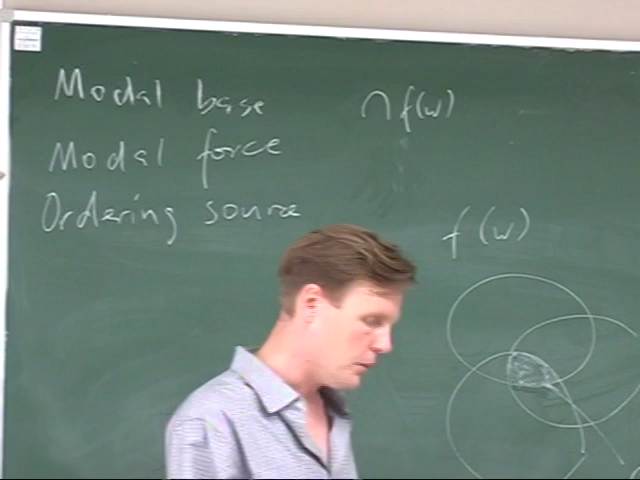 Modal base ∩f(w)
Modal force
Ordering source
f(w)